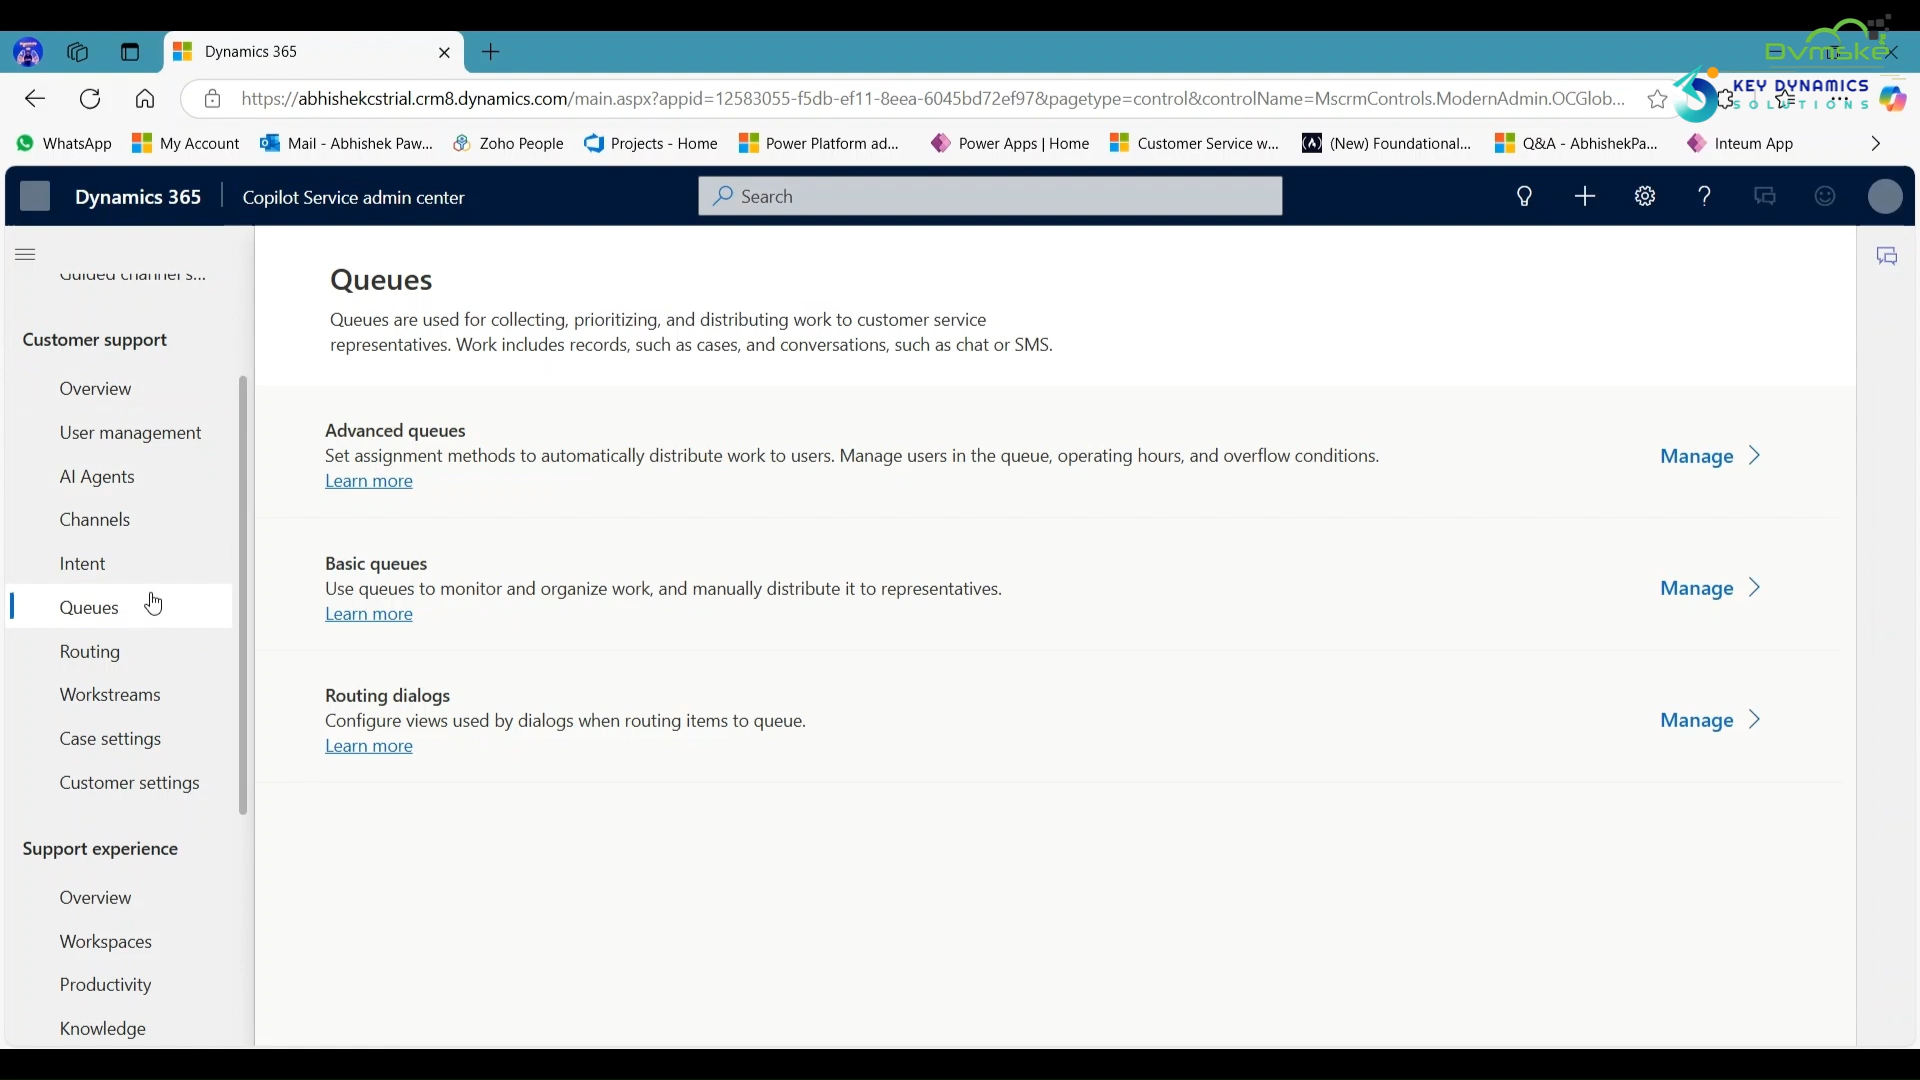 Dynamics 365
https://abhishekcstrial.crm8.dynamics.com/main.aspx?appid=12583055-f5db-ef11-8eea-6045bd72ef97&pagetype=control&controlName=MscrmControls.ModernAdmin.OCGlob...
KEY DYNAMICS
SOLUTIONS
WhatsApp
My Account
Mail - Abhishek Paw...
Zoho People
Projects - Home
Power Platform ad...
Power Apps | Home
Customer Service w...
(New) Foundational...
Q&A - AbhishekPa...
Inteum App
Dynamics 365
Copilot Service admin center
Search
Guided channel s...
Customer support
Overview
User management
AI Agents
Channels
Intent
Queues
Routing
Workstreams
Case settings
Customer settings
Support experience
Overview
Workspaces
Productivity
Knowledge
Queues
Queues are used for collecting, prioritizing, and distributing work to customer service
representatives. Work includes records, such as cases, and conversations, such as chat or SMS.
Advanced queues
Set assignment methods to automatically distribute work to users. Manage users in the queue, operating hours, and overflow conditions.
Learn more
Manage
Basic queues
Use queues to monitor and organize work, and manually distribute it to representatives.
Learn more
Manage
Routing dialogs
Configure views used by dialogs when routing items to queue.
Learn more
Manage